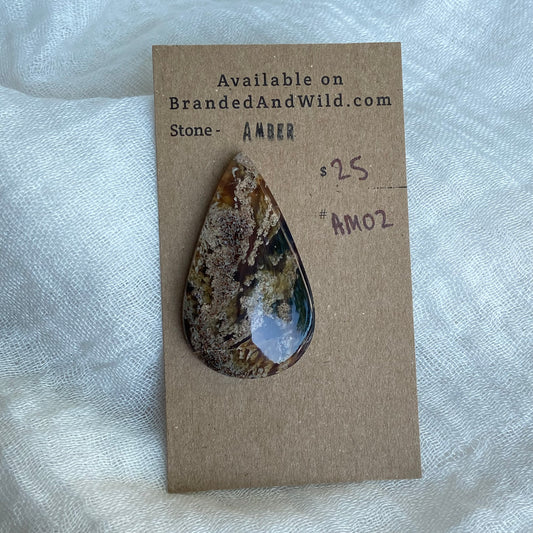 Available on
BrandedAndWild.com
Stone - AMBER
$ 25
# AM02